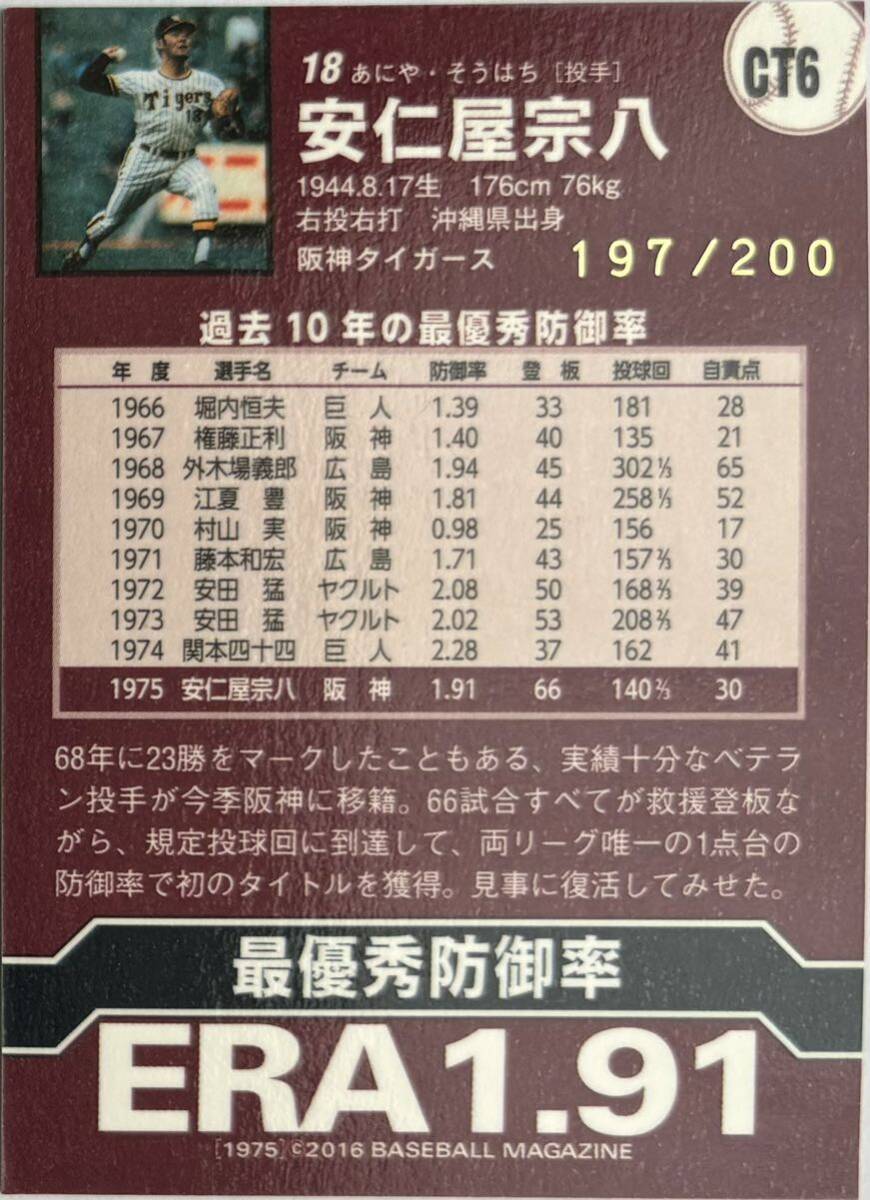 18 あにや・そうはち [投手]
CT6
安仁屋宗八
1944.8.17生 176cm 76kg
右投右打 沖縄県出身
阪神タイガース
197/200
Tigers
18
過去10年の最優秀防御率
年度 選手名 チーム 防御率 登板 投球回 自責点
1966 堀内恒夫 巨人 1.39 33 181 28
1967 権藤正利 阪神 1.40 40 135 21
1968 外木場義郎 広島 1.94 45 302⅓ 65
1969 江夏 豊 阪神 1.81 44 258⅓ 52
1970 村山 実 阪神 0.98 25 156 17
1971 藤本和宏 広島 1.71 43 157⅔ 30
1972 安田 猛 ヤクルト 2.08 50 168⅔ 39
1973 安田 猛 ヤクルト 2.02 53 208⅔ 47
1974 関本四十四 巨人 2.28 37 162 41
1975 安仁屋宗八 阪神 1.91 66 140⅔ 30
68年に23勝をマークしたこともある、実績十分なベテラ
ン投手が今季阪神に移籍。66試合すべてが救援登板な
がら、規定投球回に到達して、両リーグ唯一の1点台の
防御率で初のタイトルを獲得。見事に復活してみせた。
最優秀防御率
ERA1.91
[1975] ©2016 BASEBALL MAGAZINE